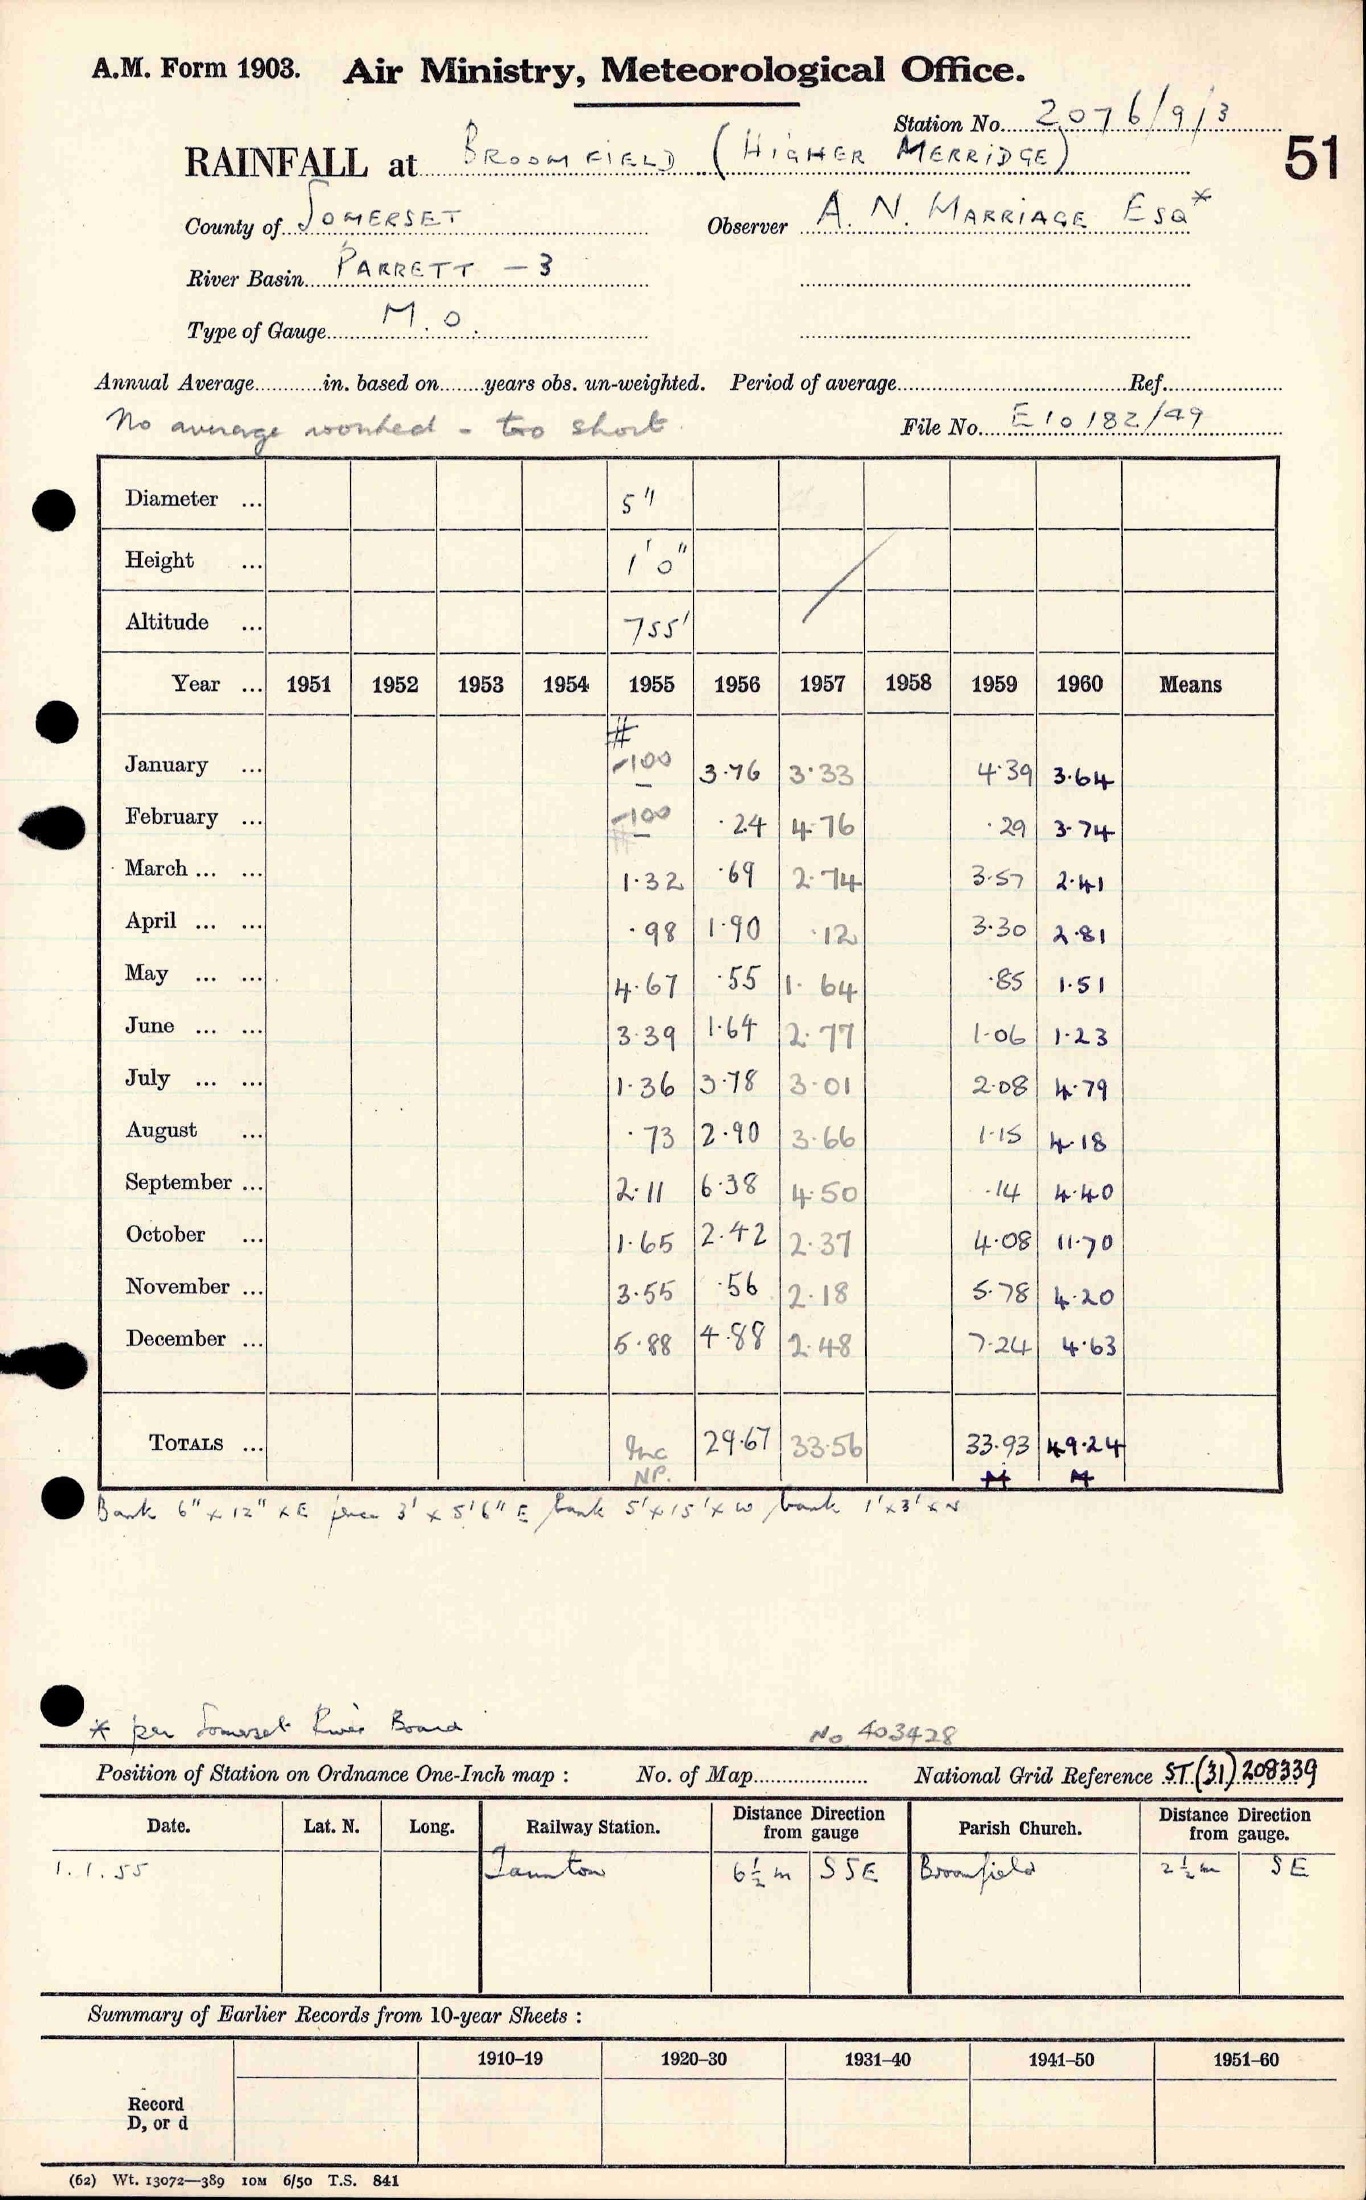 A.M. Form 1903. Air Ministry, Meteorological Office.
Station No. 2076/9/3
RAINFALL at BROOMFIELD (HIGHER MERRIDGE)
51
County of SOMERSET Observer A. N. MARRIAGE ESQ*
River Basin PARRETT - 3
Type of Gauge M.O.
Annual Average in. based on years obs. un-weighted. Period of average Ref.
No average worked - too short. File No. E10182/49
Diameter ... 5"
Height ... 1' 0"
Altitude ... 755'
Year ... 1951 1952 1953 1954 1955 1956 1957 1958 1959 1960 Means
#
January ... -100 3.76 3.33 4.39 3.64
February ... -100 .24 4.76 .29 3.74
#
March ... ... 1.32 .69 2.74 3.57 2.41
April ... ... .98 1.90 .12 3.30 2.81
May ... ... 4.67 .55 1.64 .85 1.51
June ... ... 3.39 1.64 2.77 1.06 1.23
July ... ... 1.36 3.78 3.01 2.08 4.79
August ... .73 2.90 3.66 1.15 4.18
September ... 2.11 6.38 4.50 .14 4.40
October ... 1.65 2.42 2.37 4.08 11.70
November ... 3.55 .56 2.18 5.78 4.20
December ... 5.88 4.88 2.48 7.24 4.63
TOTALS ... Inc 29.67 33.56 33.93 49.24
NP. M M
Bank 6" x 12" x E fence 3' x 5'6" E bank 5' x 15' x W bank 1' x 3' x N
* per Somerset River Board
No 403428
Position of Station on Ordnance One-Inch map : No. of Map National Grid Reference ST(31)208339
Date. Lat. N. Long. Railway Station. Distance Direction from gauge Parish Church. Distance Direction from gauge.
1.1.55 Taunton 6½ m SSE Broomfield 2½ m SE
Summary of Earlier Records from 10-year Sheets :
1910–19 1920–30 1931–40 1941–50 1951–60
Record
D, or d
(62) Wt. 13072—389 10M 6/50 T.S. 841